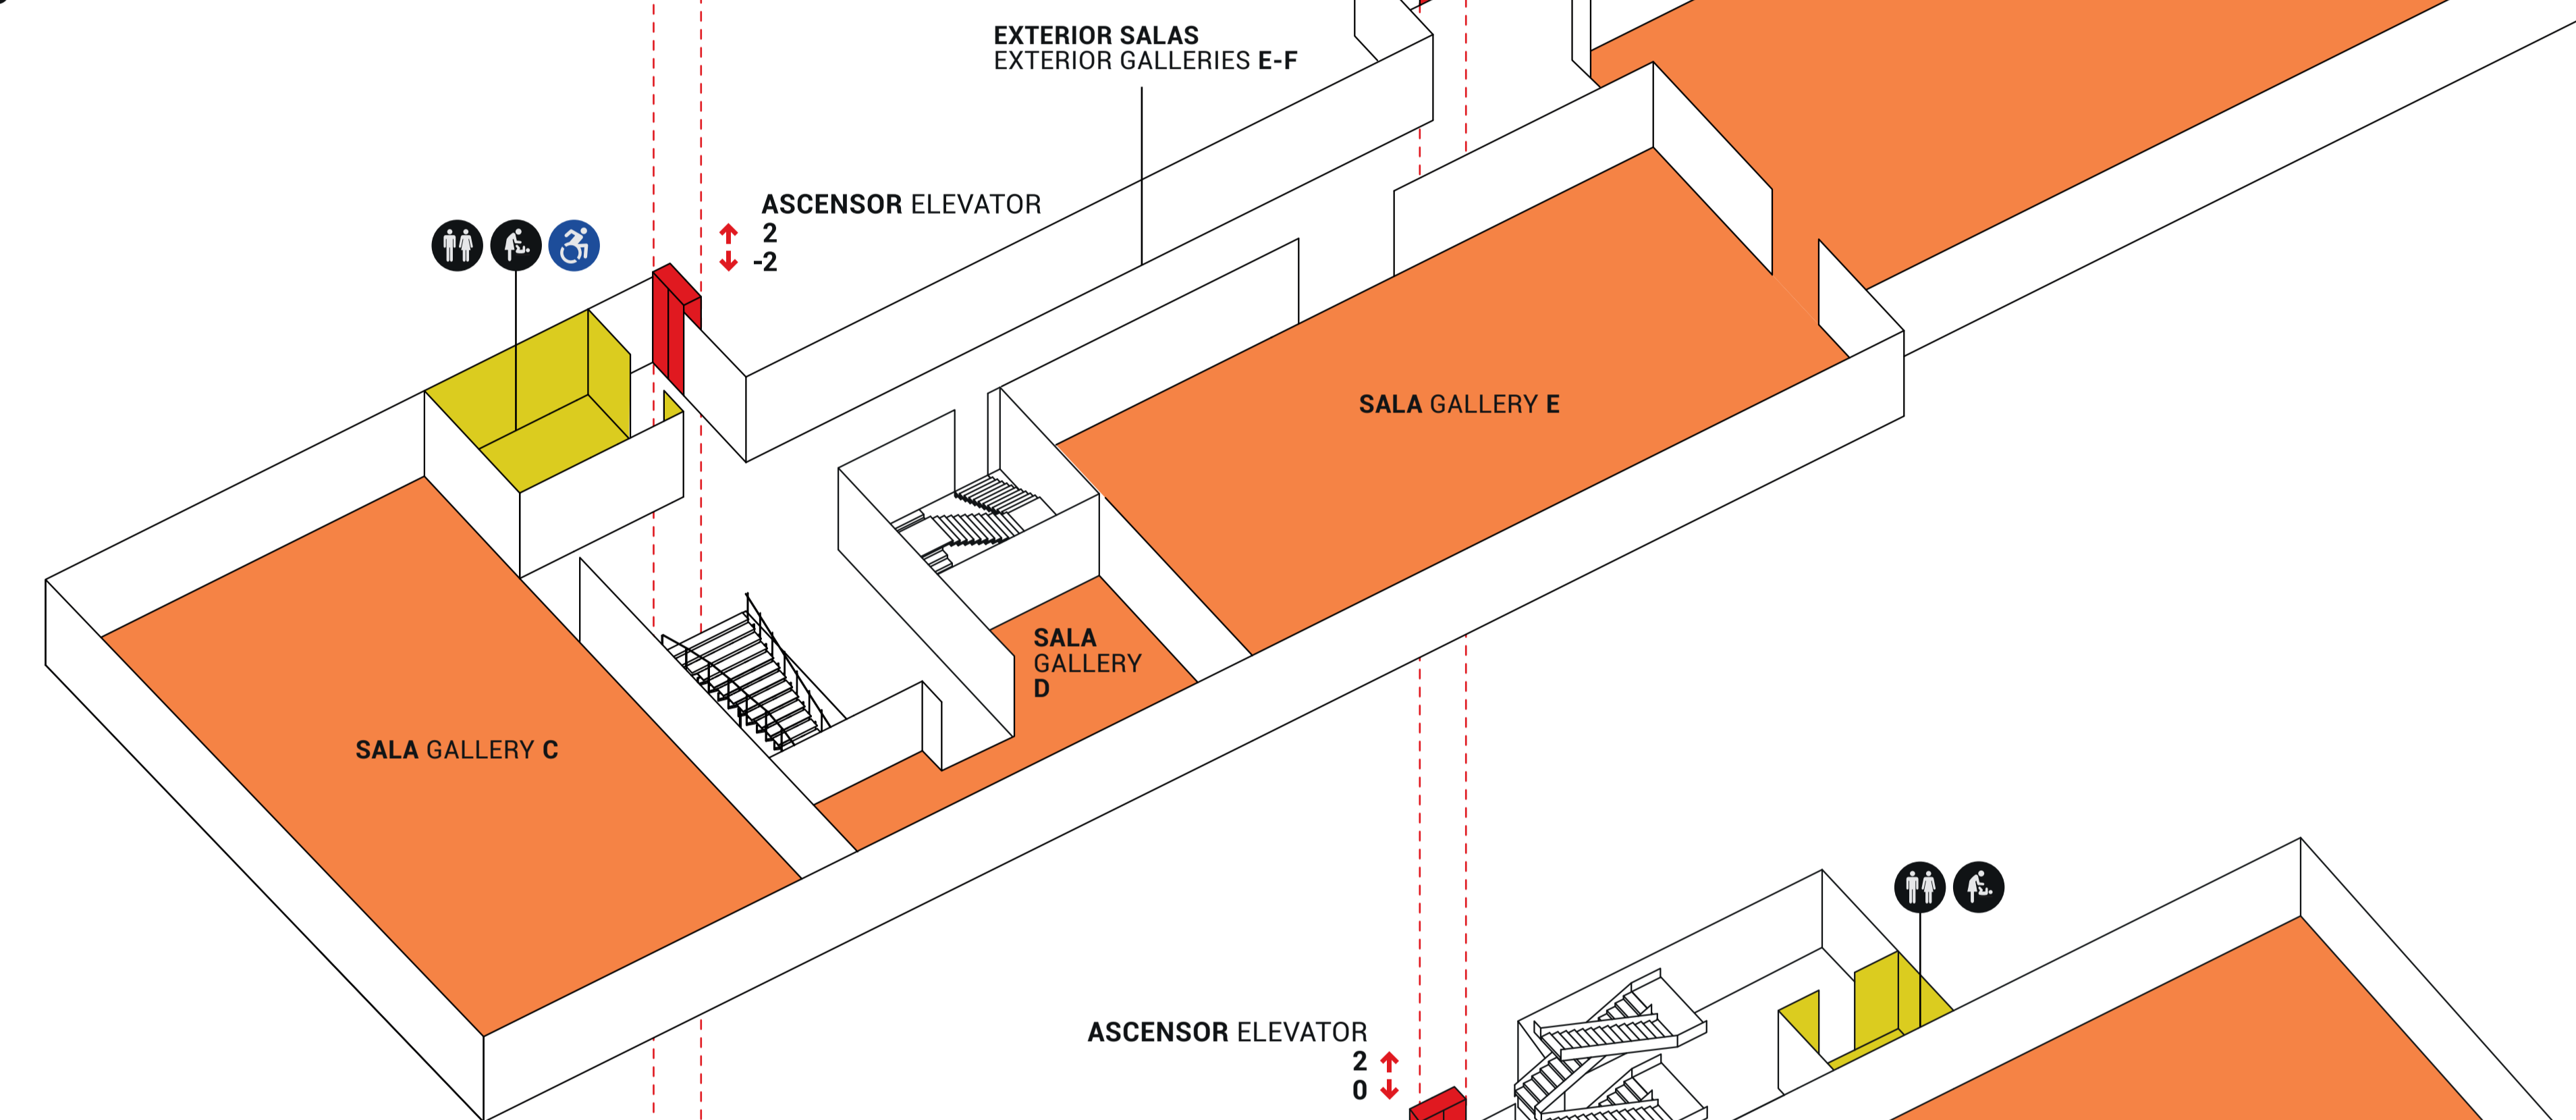 EXTERIOR SALAS
EXTERIOR GALLERIES E-F
ASCENSOR ELEVATOR
2
-2
SALA GALLERY E
SALA
GALLERY
D
SALA GALLERY C
ASCENSOR ELEVATOR
2
0